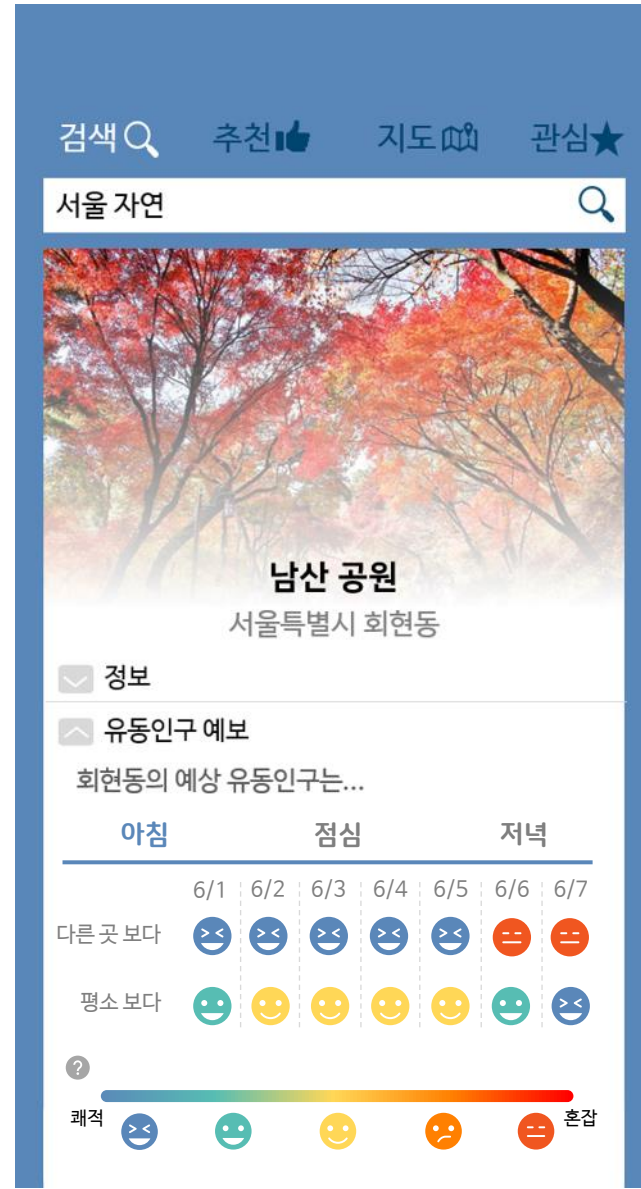 검색 추천 지도 관심
서울 자연
남산 공원
서울특별시 회현동
정보
유동인구 예보
회현동의 예상 유동인구는...
아침 점심 저녁
6/1 6/2 6/3 6/4 6/5 6/6 6/7
다른 곳 보다
평소 보다
?
쾌적 혼잡